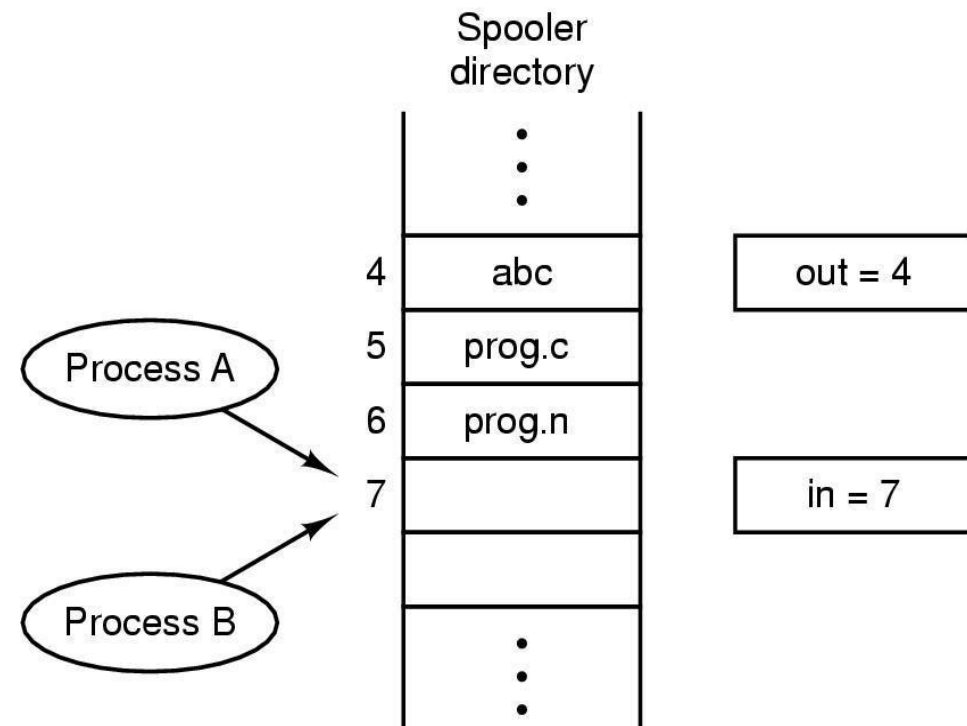 Spooler
directory
4
abc
out = 4
Process A
5
prog.c
6
prog.n
7
in = 7
Process B